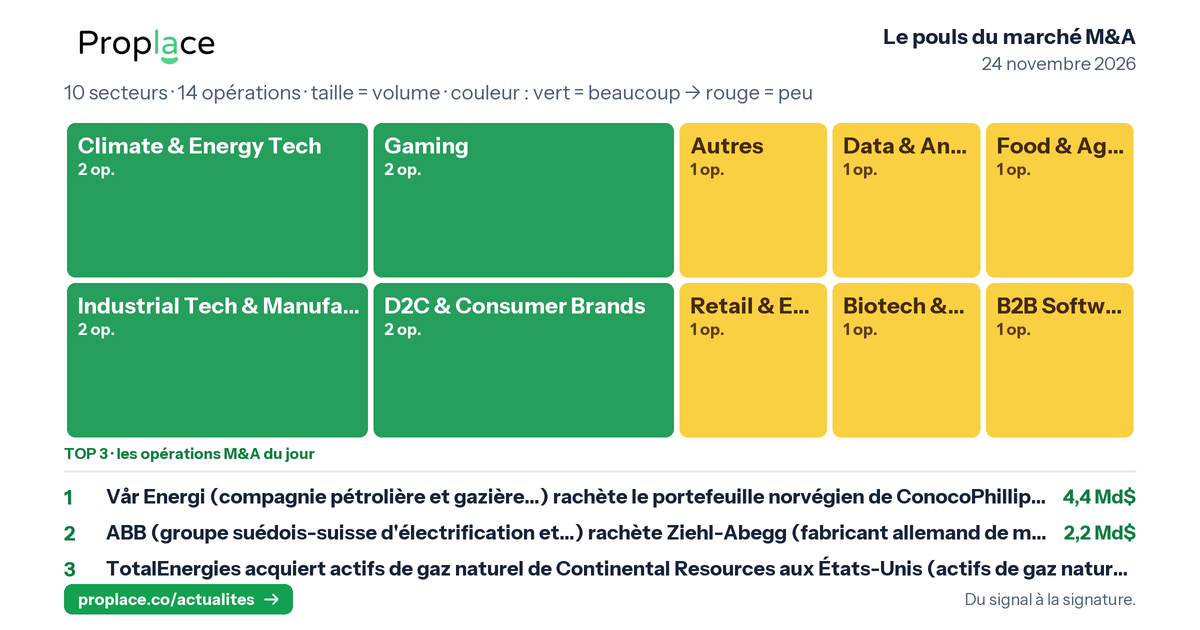 Proplace
Le pouls du marché M&A
24 novembre 2026
10 secteurs · 14 opérations · taille = volume · couleur : vert = beaucoup → rouge = peu
Climate & Energy Tech
2 op.
Gaming
2 op.
Autres
1 op.
Data & An...
1 op.
Food & Ag...
1 op.
Industrial Tech & Manufa...
2 op.
D2C & Consumer Brands
2 op.
Retail & E...
1 op.
Biotech &...
1 op.
B2B Softw...
1 op.
TOP 3 · les opérations M&A du jour
1 Vår Energi (compagnie pétrolière et gazière...) rachète le portefeuille norvégien de ConocoPhillip... 4,4 Md$
2 ABB (groupe suédois-suisse d'électrification et...) rachète Ziehl-Abegg (fabricant allemand de m... 2,2 Md$
3 TotalEnergies acquiert actifs de gaz naturel de Continental Resources aux États-Unis (actifs de gaz natur...
proplace.co/actualites →
Du signal à la signature.